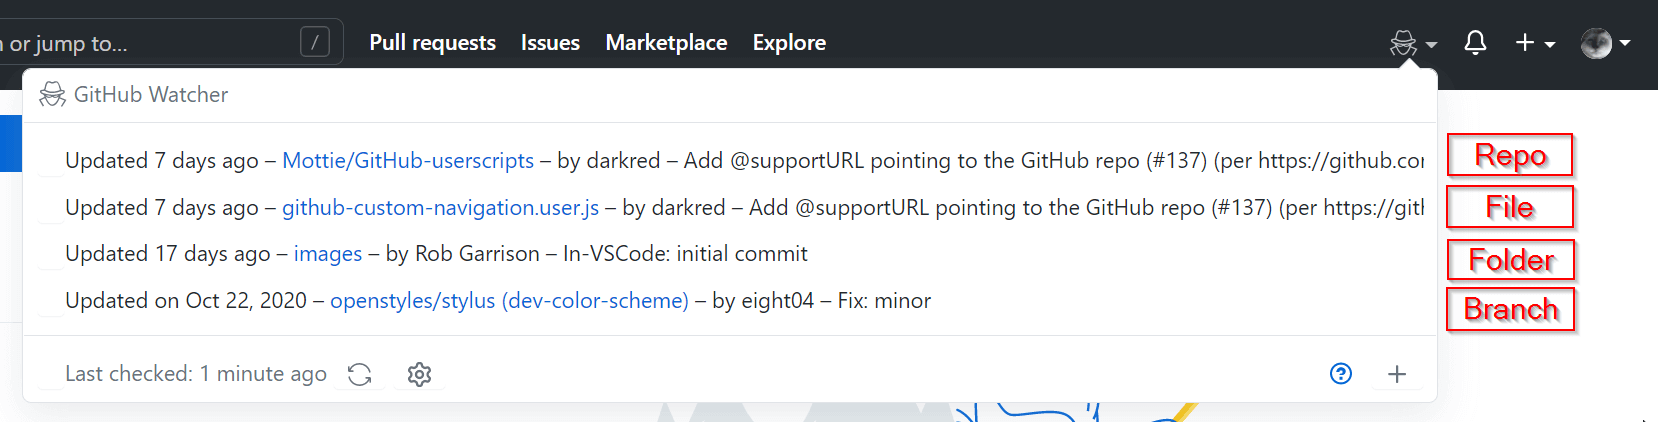 or jump to... / Pull requests Issues Marketplace Explore
GitHub Watcher
Updated 7 days ago – Mottie/GitHub-userscripts – by darkred – Add @supportURL pointing to the GitHub repo (#137) (per https://github.co Repo
Updated 7 days ago – github-custom-navigation.user.js – by darkred – Add @supportURL pointing to the GitHub repo (#137) (per https://gith File
Updated 17 days ago – images – by Rob Garrison – In-VSCode: initial commit Folder
Updated on Oct 22, 2020 – openstyles/stylus (dev-color-scheme) – by eight04 – Fix: minor Branch
Last checked: 1 minute ago